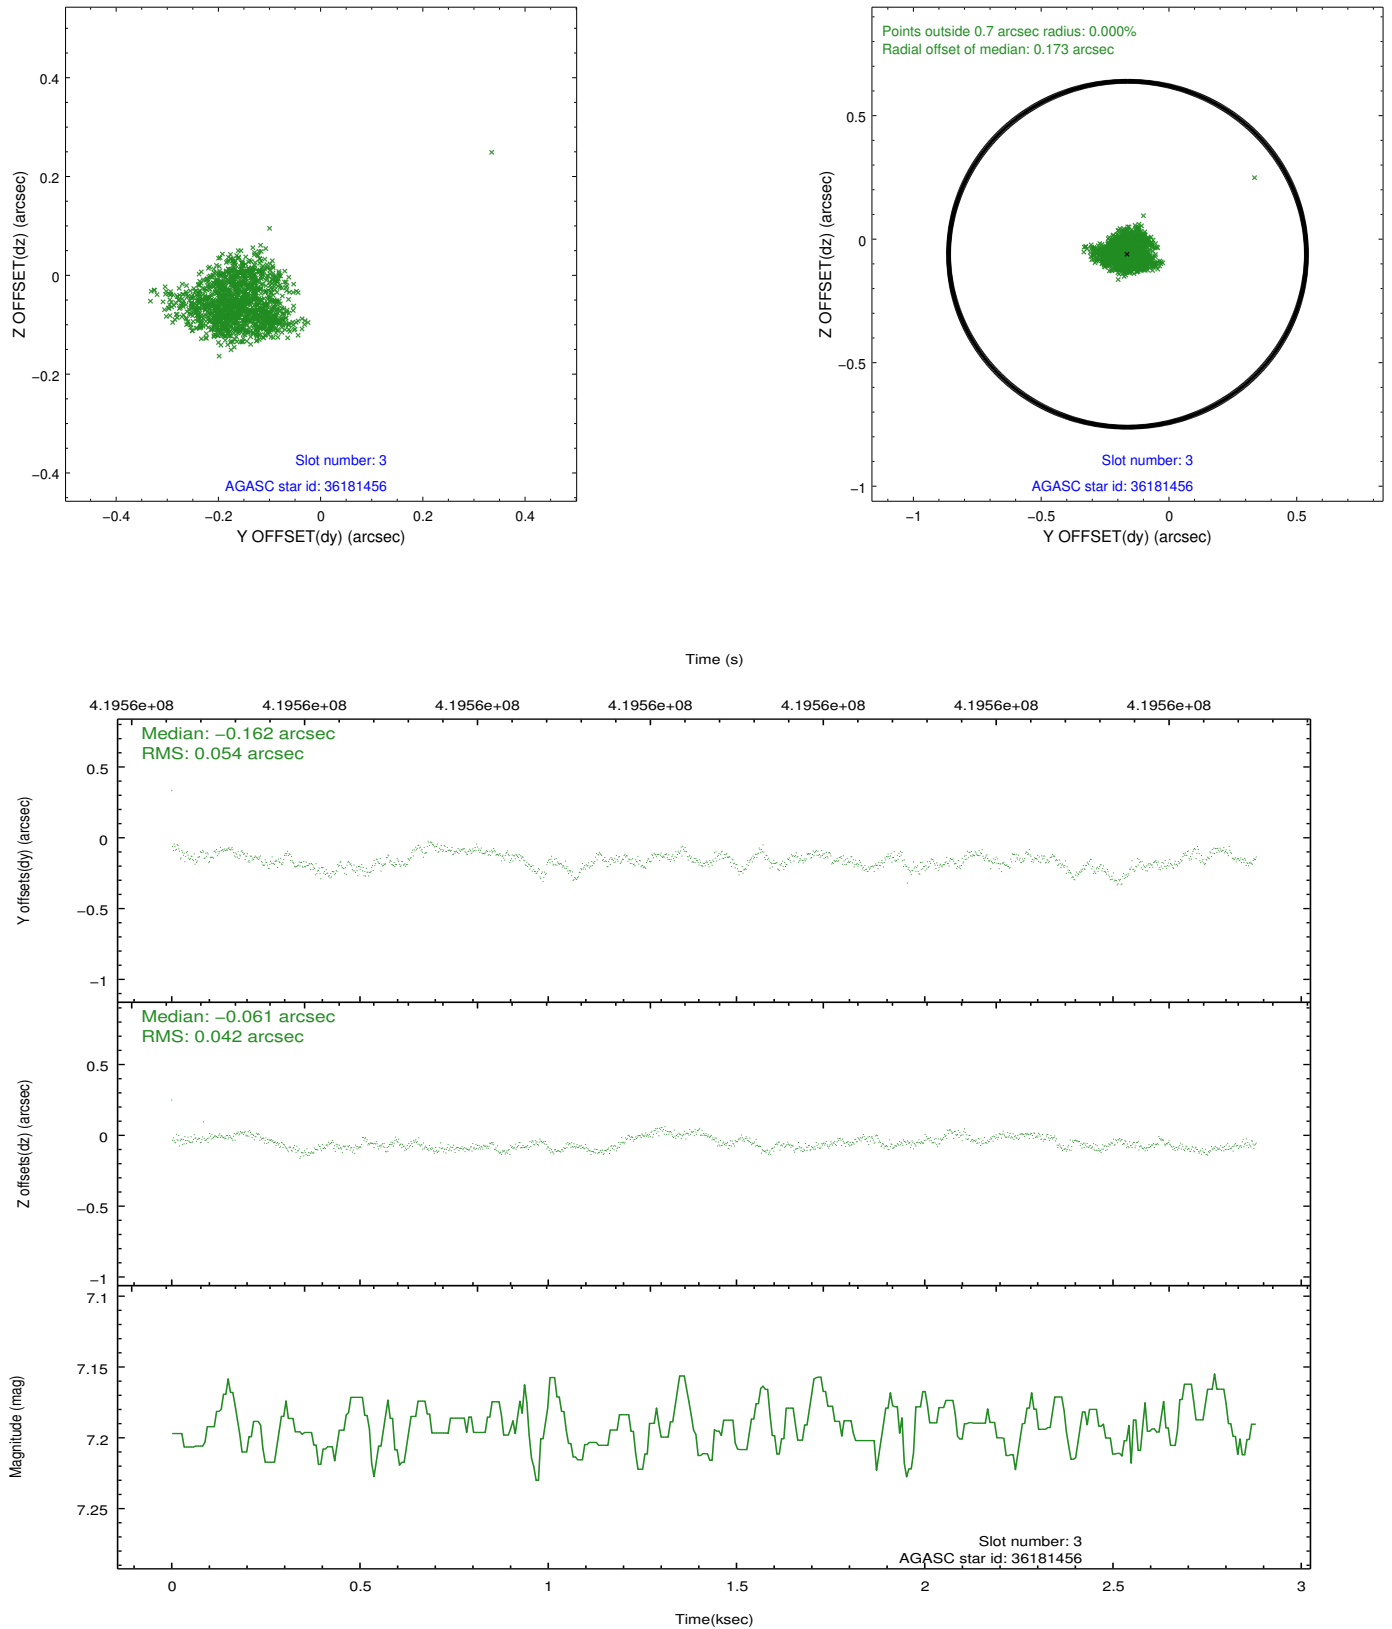 0.4
0.2
0
−0.2
−0.4
Z OFFSET(dz) (arcsec)
Slot number: 3
AGASC star id: 36181456
−0.4 −0.2 0 0.2 0.4
Y OFFSET(dy) (arcsec)
Points outside 0.7 arcsec radius: 0.000%
Radial offset of median: 0.173 arcsec
0.5
0
−0.5
−1
Z OFFSET(dz) (arcsec)
Slot number: 3
AGASC star id: 36181456
−1 −0.5 0 0.5
Y OFFSET(dy) (arcsec)
Time (s)
4.1956e+08 4.1956e+08 4.1956e+08 4.1956e+08 4.1956e+08 4.1956e+08 4.1956e+08
Median: −0.162 arcsec
RMS: 0.054 arcsec
0.5
0
−0.5
−1
Y offsets(dy) (arcsec)
Median: −0.061 arcsec
RMS: 0.042 arcsec
0.5
0
−0.5
−1
Z offsets(dz) (arcsec)
7.1
7.15
7.2
7.25
Magnitude (mag)
Slot number: 3
AGASC star id: 36181456
0 0.5 1 1.5 2 2.5 3
Time(ksec)